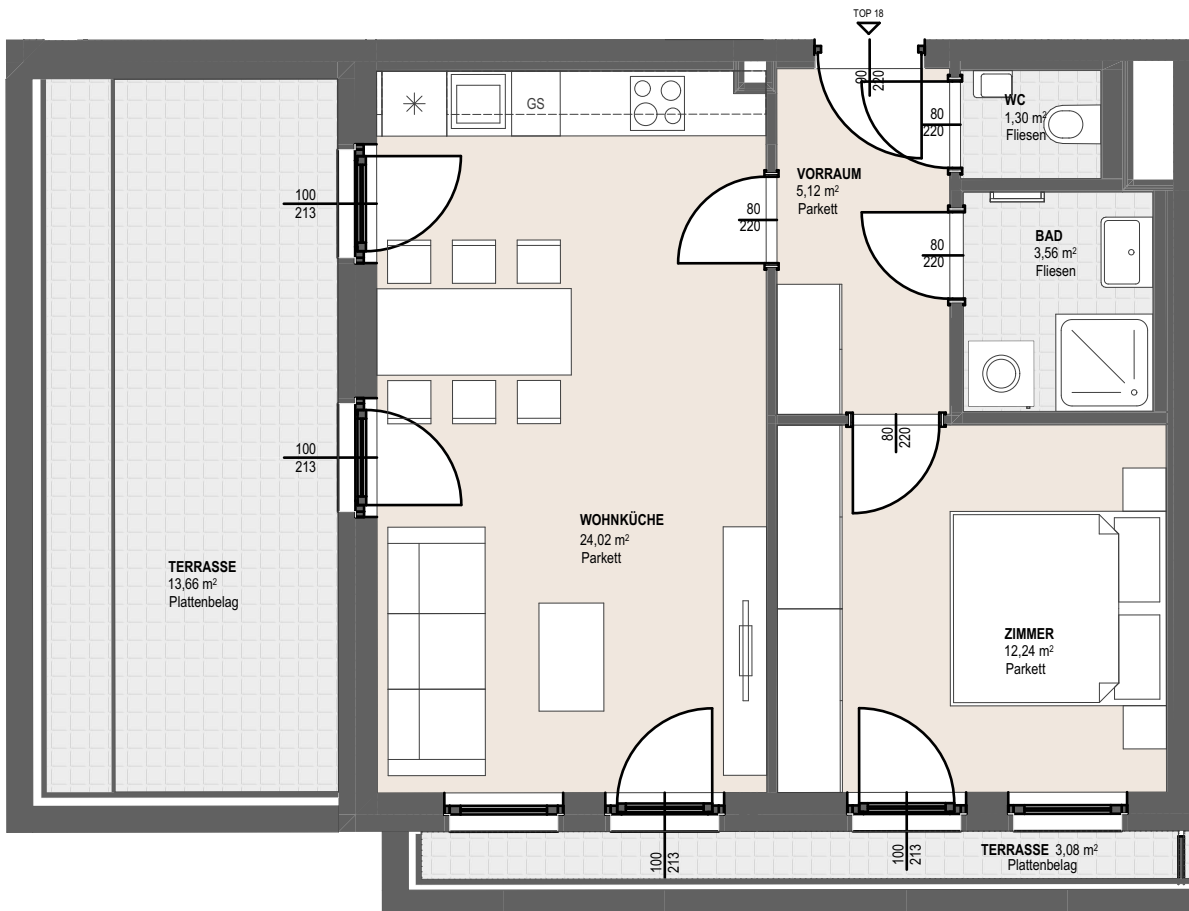 TOP 18
90
220
WC
1,30 m²
Fliesen
80
220
GS
VORRAUM
5,12 m²
Parkett
100
213
80
220
BAD
3,56 m²
Fliesen
80
220
100
213
80
220
WOHNKÜCHE
24,02 m²
Parkett
TERRASSE
13,66 m²
Plattenbelag
ZIMMER
12,24 m²
Parkett
100
213
100
213
TERRASSE 3,08 m²
Plattenbelag